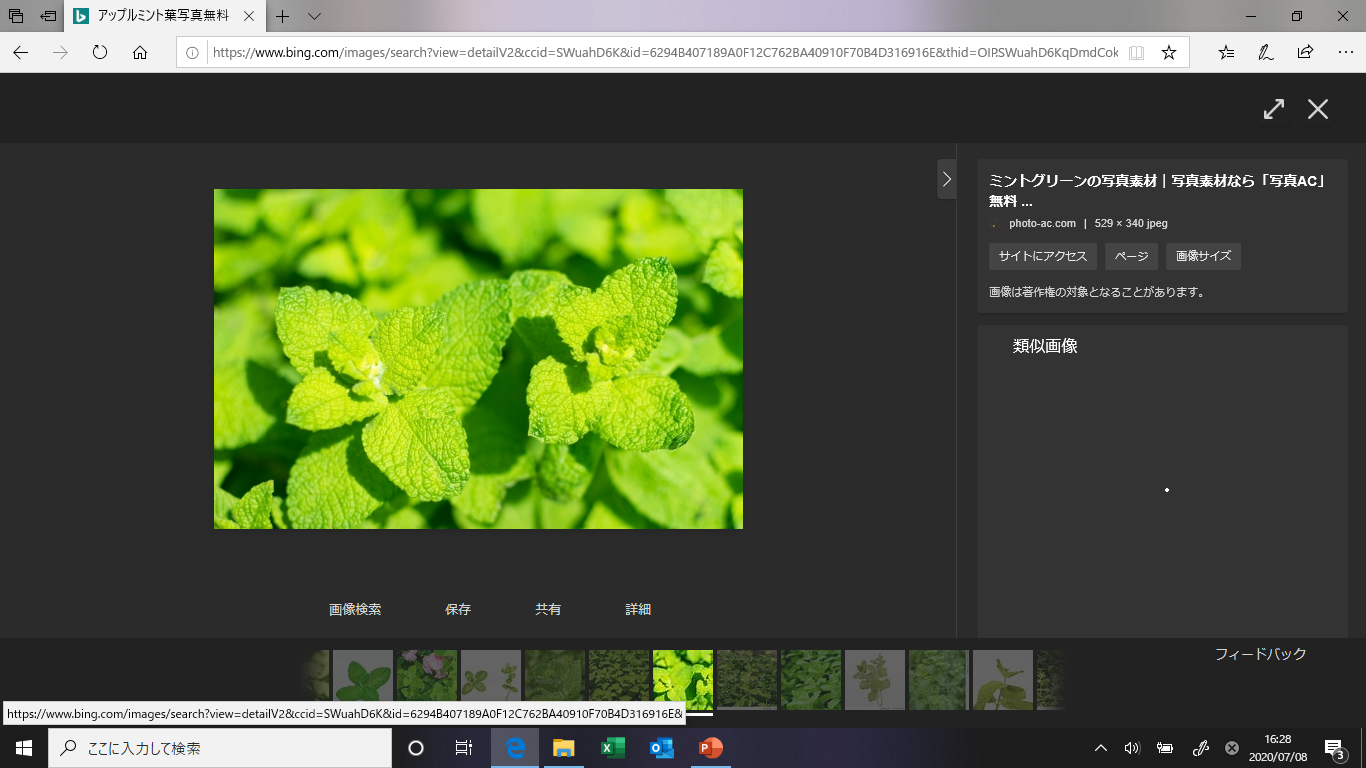 アップルミント葉写真無料
https://www.bing.com/images/search?view=detailV2&ccid=SWuahD6K&id=6294B407189A0F12C762BA40910F70B4D316916E&thid=OIP.SWuahD6KqDmdCok
ミントグリーンの写真素材｜写真素材なら「写真AC」
無料 ...
photo-ac.com | 529 × 340 jpeg
サイトにアクセス ページ 画像サイズ
画像は著作権の対象となることがあります。
類似画像
画像検索 保存 共有 詳細
フィードバック
https://www.bing.com/images/search?view=detailV2&ccid=SWuahD6K&id=6294B407189A0F12C762BA40910F70B4D316916E&
ここに入力して検索
16:28
2020/07/08
3